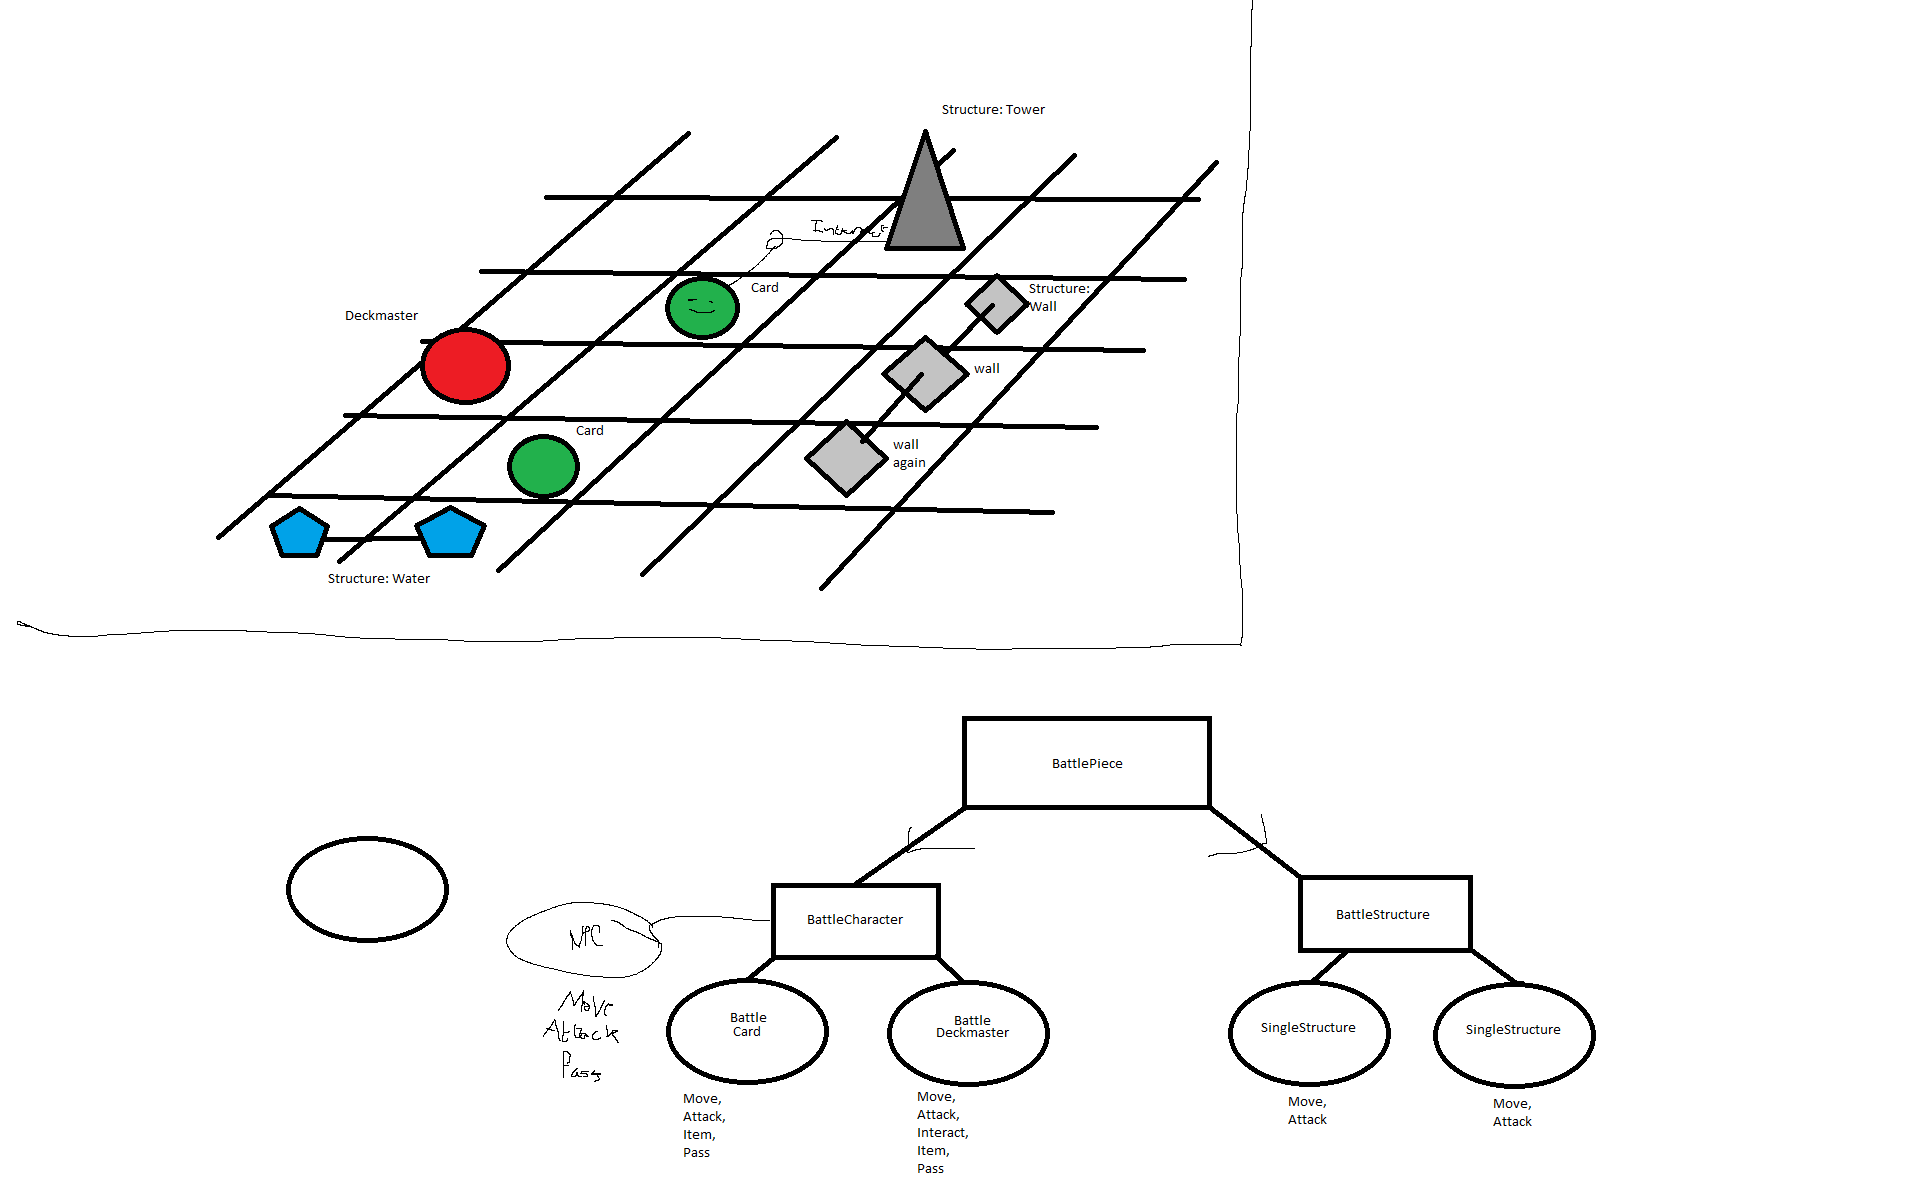 Structure: Tower
Interact
Card
Structure:
Wall
Deckmaster
wall
Card
wall
again
Structure: Water
BattlePiece
BattleCharacter
BattleStructure
NPC
Move
Attack
Pass
Battle
Card
Battle
Deckmaster
SingleStructure
SingleStructure
Move,
Attack,
Item,
Pass
Move,
Attack,
Interact,
Item,
Pass
Move,
Attack
Move,
Attack